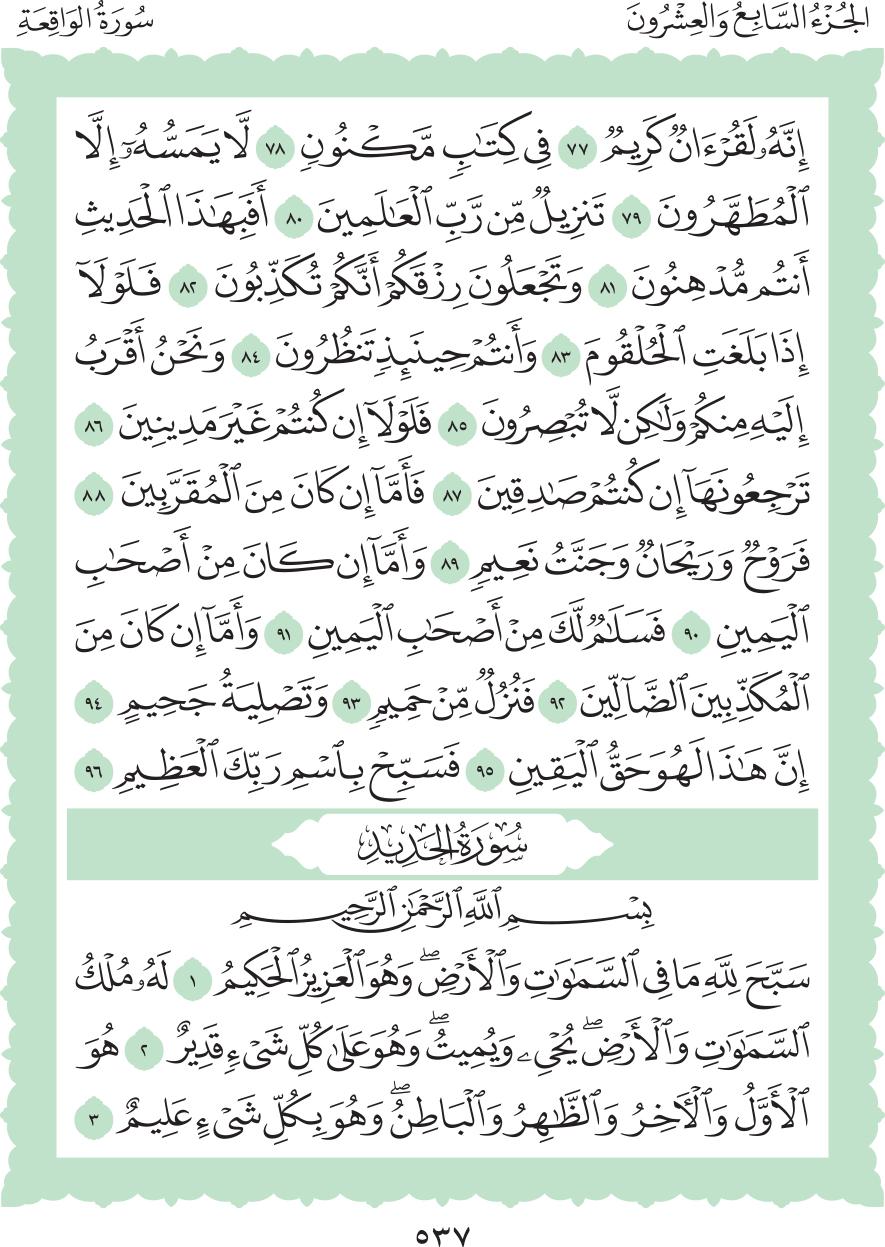 الجُزْءُ السَّابِعُ وَالعِشْرُونَ
سُورَةُ الوَاقِعَةِ
إِنَّهُۥ لَقُرْءَانٌ كَرِيمٌ ٧٧ فِى كِتَٰبٍ مَّكْنُونٍ ٧٨ لَّا يَمَسُّهُۥٓ إِلَّا
ٱلْمُطَهَّرُونَ ٧٩ تَنزِيلٌ مِّن رَّبِّ ٱلْعَٰلَمِينَ ٨٠ أَفَبِهَٰذَا ٱلْحَدِيثِ
أَنتُم مُّدْهِنُونَ ٨١ وَتَجْعَلُونَ رِزْقَكُمْ أَنَّكُمْ تُكَذِّبُونَ ٨٢ فَلَوْلَآ
إِذَا بَلَغَتِ ٱلْحُلْقُومَ ٨٣ وَأَنتُمْ حِينَئِذٍ تَنظُرُونَ ٨٤ وَنَحْنُ أَقْرَبُ
إِلَيْهِ مِنكُمْ وَلَٰكِن لَّا تُبْصِرُونَ ٨٥ فَلَوْلَآ إِن كُنتُمْ غَيْرَ مَدِينِينَ ٨٦
تَرْجِعُونَهَآ إِن كُنتُمْ صَٰدِقِينَ ٨٧ فَأَمَّآ إِن كَانَ مِنَ ٱلْمُقَرَّبِينَ ٨٨
فَرَوْحٌ وَرَيْحَانٌ وَجَنَّتُ نَعِيمٍ ٨٩ وَأَمَّآ إِن كَانَ مِنْ أَصْحَٰبِ
ٱلْيَمِينِ ٩٠ فَسَلَٰمٌ لَّكَ مِنْ أَصْحَٰبِ ٱلْيَمِينِ ٩١ وَأَمَّآ إِن كَانَ مِنَ
ٱلْمُكَذِّبِينَ ٱلضَّآلِّينَ ٩٢ فَنُزُلٌ مِّنْ حَمِيمٍ ٩٣ وَتَصْلِيَةُ جَحِيمٍ ٩٤
إِنَّ هَٰذَا لَهُوَ حَقُّ ٱلْيَقِينِ ٩٥ فَسَبِّحْ بِٱسْمِ رَبِّكَ ٱلْعَظِيمِ ٩٦
سُورَةُ الحَدِيدِ
بِسْمِ ٱللَّهِ ٱلرَّحْمَٰنِ ٱلرَّحِيمِ
سَبَّحَ لِلَّهِ مَا فِى ٱلسَّمَٰوَٰتِ وَٱلْأَرْضِ ۖ وَهُوَ ٱلْعَزِيزُ ٱلْحَكِيمُ ١ لَهُۥ مُلْكُ
ٱلسَّمَٰوَٰتِ وَٱلْأَرْضِ ۖ يُحْىِۦ وَيُمِيتُ ۖ وَهُوَ عَلَىٰ كُلِّ شَىْءٍ قَدِيرٌ ٢ هُوَ
ٱلْأَوَّلُ وَٱلْـَٔاخِرُ وَٱلظَّٰهِرُ وَٱلْبَاطِنُ ۖ وَهُوَ بِكُلِّ شَىْءٍ عَلِيمٌ ٣
٥٣٧